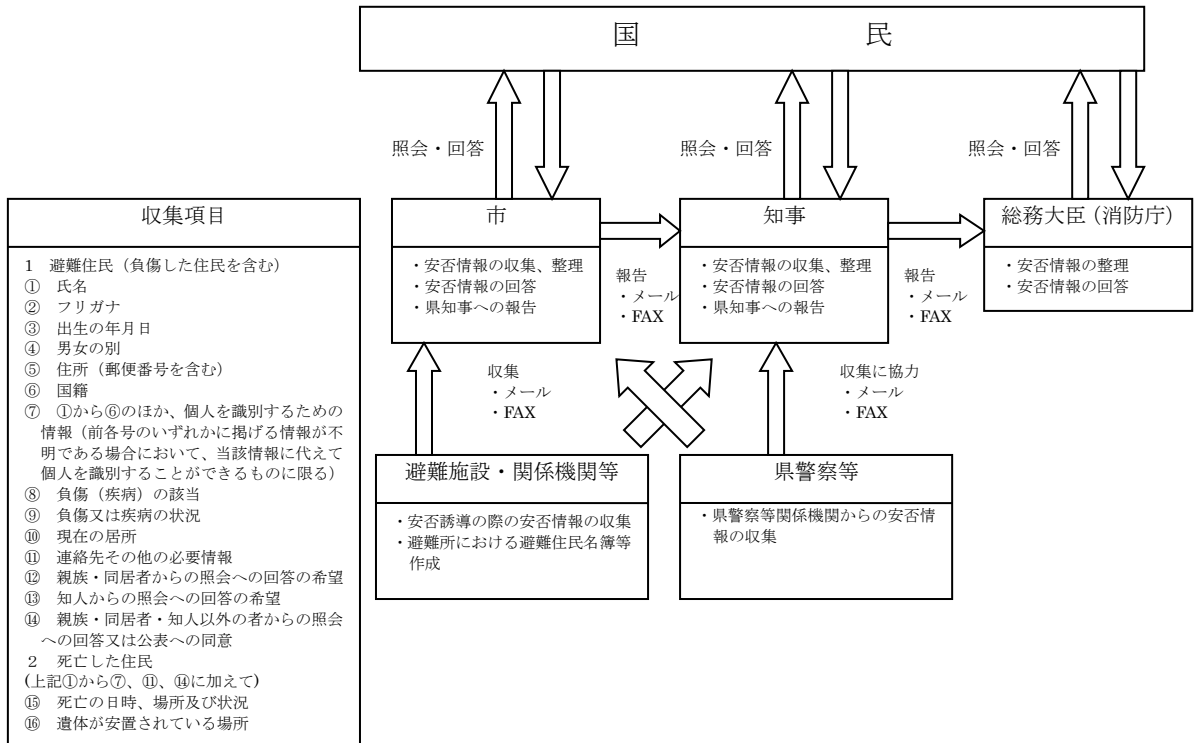 国　民
照会・回答
照会・回答
照会・回答
収集項目
1　避難住民（負傷した住民を含む）
①　氏名
②　フリガナ
③　出生の年月日
④　男女の別
⑤　住所（郵便番号を含む）
⑥　国籍
⑦　①から⑥のほか、個人を識別するための
情報（前各号のいずれかに掲げる情報が不
明である場合において、当該情報に代えて
個人を識別することができるものに限る）
⑧　負傷（疾病）の該当
⑨　負傷又は疾病の状況
⑩　現在の居所
⑪　連絡先その他の必要情報
⑫　親族・同居者からの照会への回答の希望
⑬　知人からの照会への回答の希望
⑭　親族・同居者・知人以外の者からの照会
への回答又は公表への同意
２　死亡した住民
(上記①から⑦、⑪、⑭に加えて)
⑮　死亡の日時、場所及び状況
⑯　遺体が安置されている場所
市
・安否情報の収集、整理
・安否情報の回答
・県知事への報告
報告
・メール
・FAX
知事
・安否情報の収集、整理
・安否情報の回答
・県知事への報告
報告
・メール
・FAX
総務大臣（消防庁）
・安否情報の整理
・安否情報の回答
収集
・メール
・FAX
収集に協力
・メール
・FAX
避難施設・関係機関等
・安否誘導の際の安否情報の収集
・避難所における避難住民名簿等
作成
県警察等
・県警察等関係機関からの安否情
報の収集